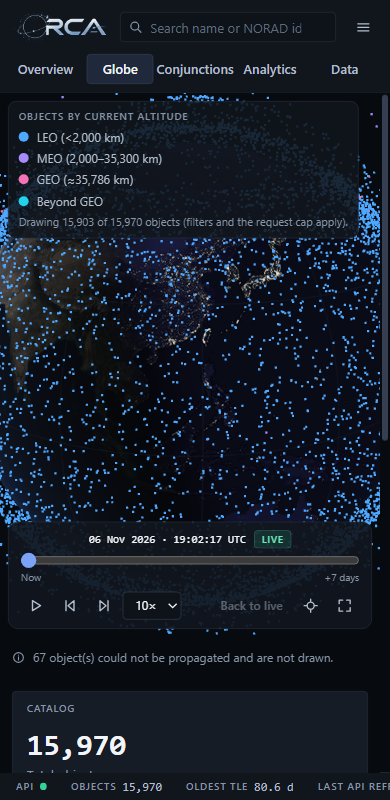 ORCA
Search name or NORAD id
Overview Globe Conjunctions Analytics Data
OBJECTS BY CURRENT ALTITUDE
LEO (<2,000 km)
MEO (2,000–35,300 km)
GEO (≈35,786 km)
Beyond GEO
Drawing 15,903 of 15,970 objects (filters and the request cap apply).
06 Nov 2026 · 19:02:17 UTC LIVE
Now +7 days
10× Back to live
67 object(s) could not be propagated and are not drawn.
CATALOG
15,970
API OBJECTS 15,970 OLDEST TLE 80.6 d LAST API